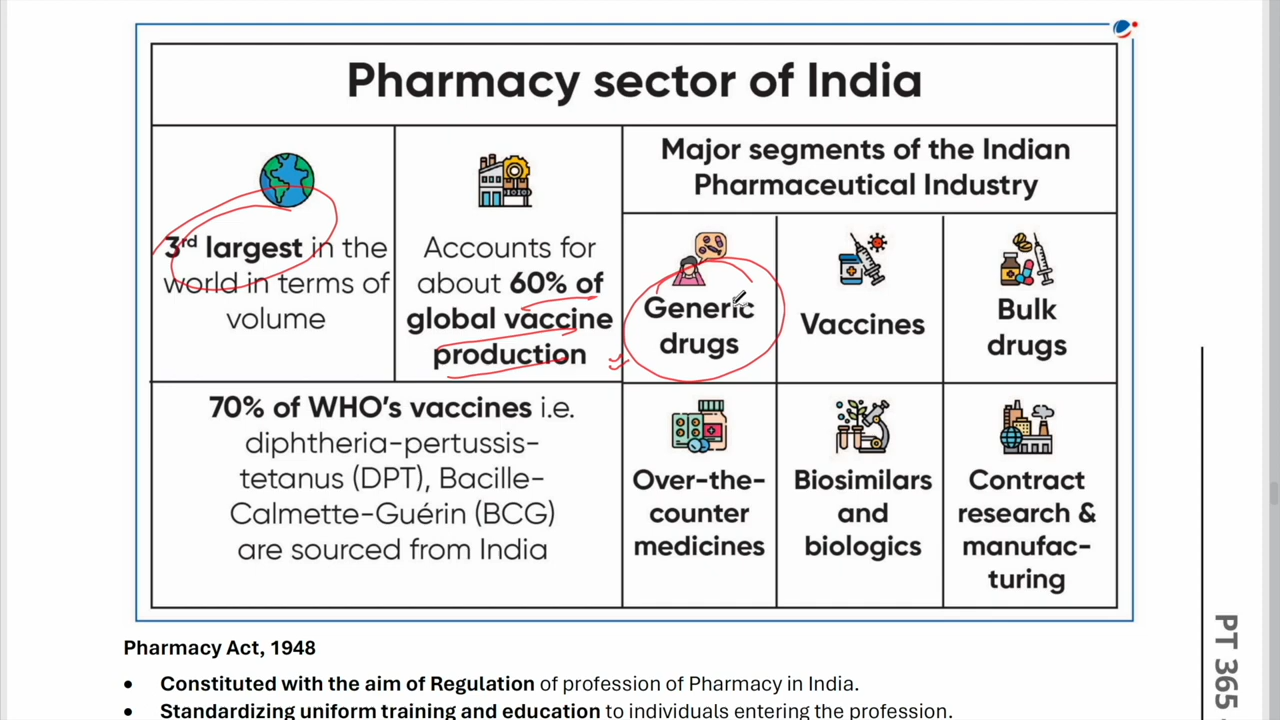 Pharmacy sector of India
3rd largest in the
world in terms of
volume
Accounts for
about 60% of
global vaccine
production
Major segments of the Indian
Pharmaceutical Industry
Generic
drugs
Vaccines
Bulk
drugs
70% of WHO's vaccines i.e.
diphtheria-pertussis-
tetanus (DPT), Bacille-
Calmette-Guérin (BCG)
are sourced from India
Over-the-
counter
medicines
Biosimilars
and
biologics
Contract
research &
manufac-
turing
Pharmacy Act, 1948
• Constituted with the aim of Regulation of profession of Pharmacy in India.
• Standardizing uniform training and education to individuals entering the profession.
PT 365